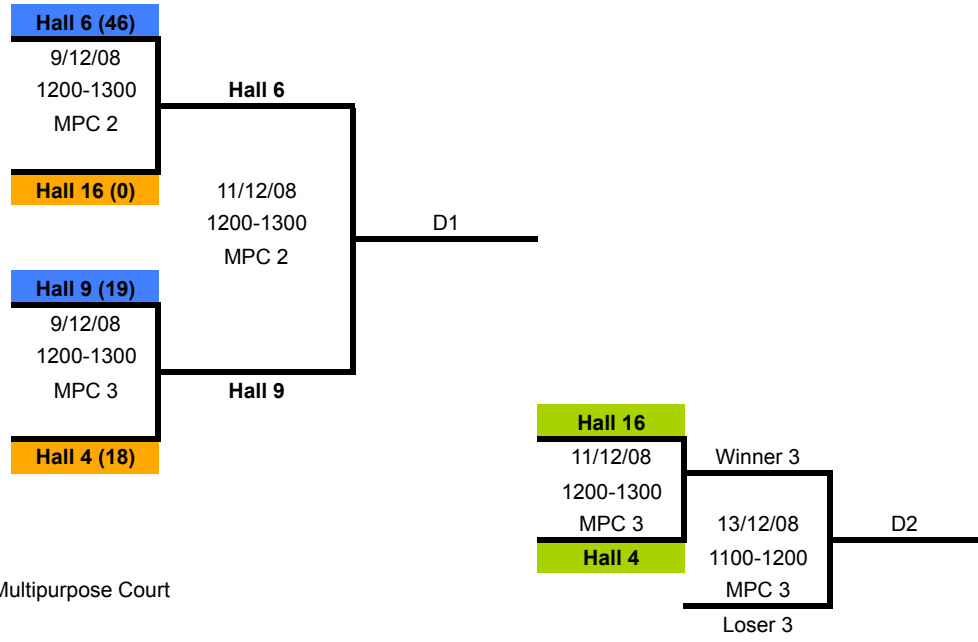 Hall 6 (46)
9/12/08
1200-1300
MPC 2
Hall 16 (0)
Hall 6
11/12/08
1200-1300
MPC 2
D1
Hall 9 (19)
9/12/08
1200-1300
MPC 3
Hall 4 (18)
Hall 9
Hall 16
11/12/08
1200-1300
MPC 3
Hall 4
Winner 3
13/12/08
1100-1200
MPC 3
Loser 3
D2
Multipurpose Court